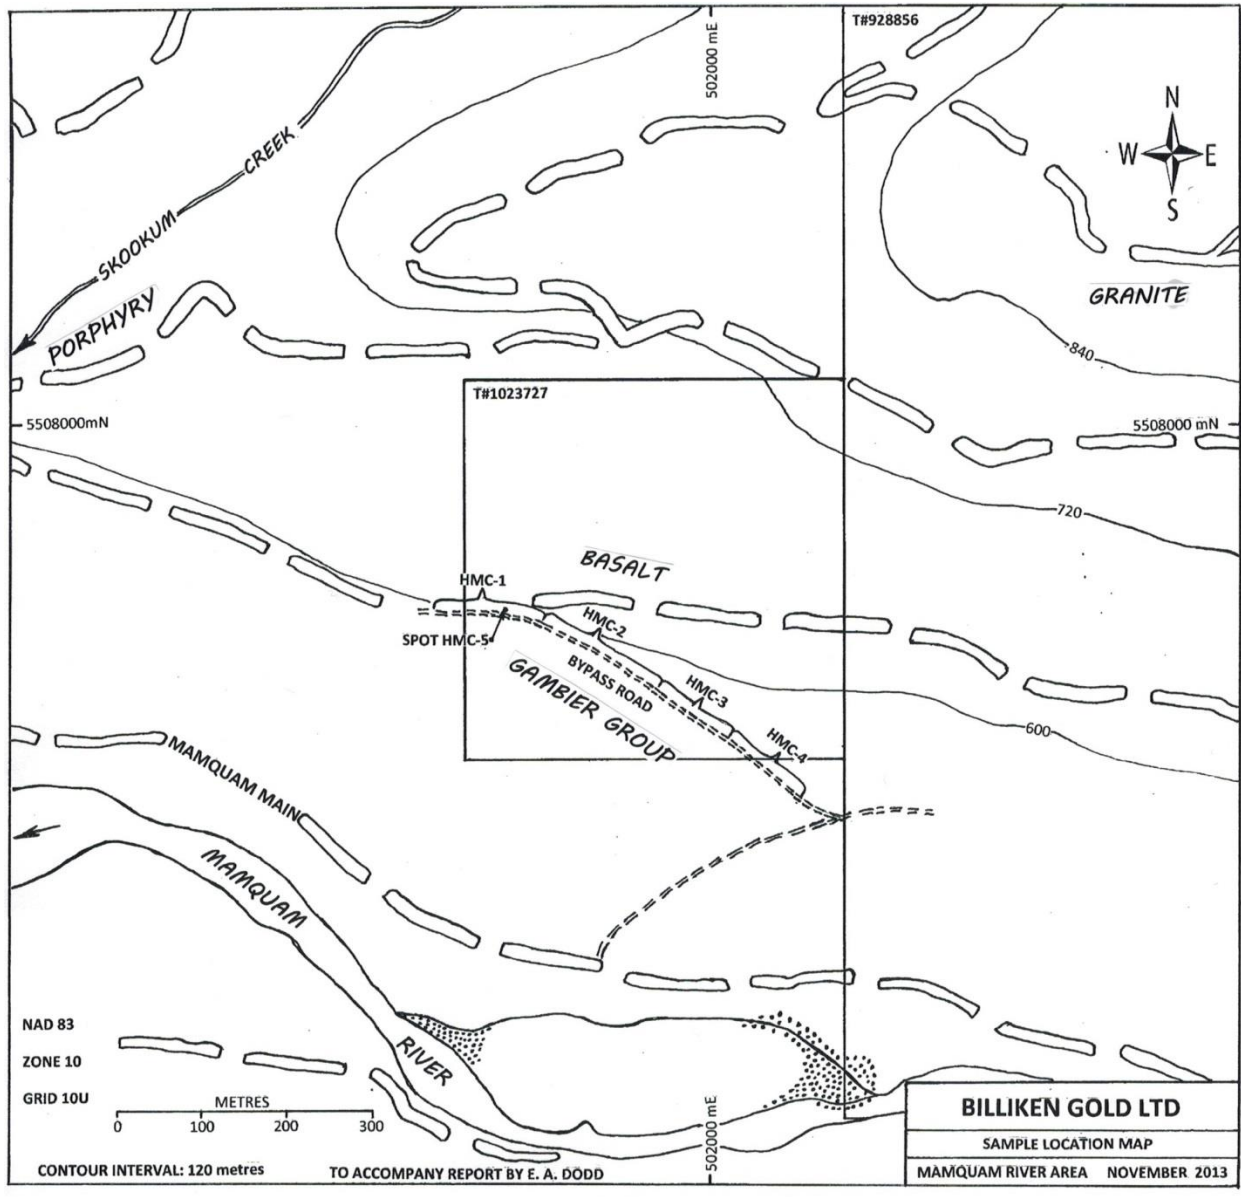 T#928856
502000 mE
N
W E
S
SKOOKUM CREEK
PORPHYRY
GRANITE
840
T#1023727
5508000mN
5508000 mN
720
BASALT
HMC-1
HMC-2
SPOT HMC-5
BYPASS ROAD
HMC-3
GAMBIER GROUP
600
HMC-4
MAMQUAM MAIN
MAMQUAM RIVER
NAD 83
ZONE 10
GRID 10U
METRES
0 100 200 300
502000 mE
CONTOUR INTERVAL: 120 metres
TO ACCOMPANY REPORT BY E. A. DODD
BILLIKEN GOLD LTD
SAMPLE LOCATION MAP
MAMQUAM RIVER AREA NOVEMBER 2013